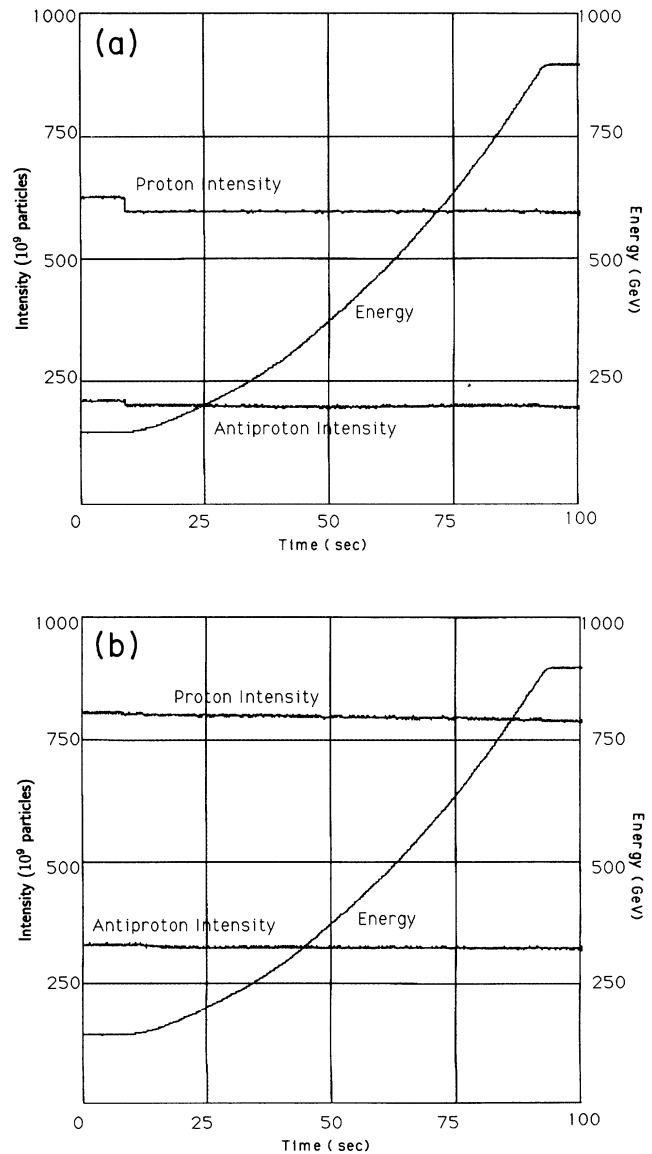 (a)
1000
750
500
250
Intensity (10⁹ particles)
1000
750
500
250
Energy (GeV)
Proton Intensity
Energy
Antiproton Intensity
0 25 50 75 100
Time (sec)
(b)
1000
750
500
250
Intensity (10⁹ particles)
1000
750
500
250
Energy (GeV)
Proton Intensity
Antiproton Intensity
Energy
0 25 50 75 100
Time (sec)